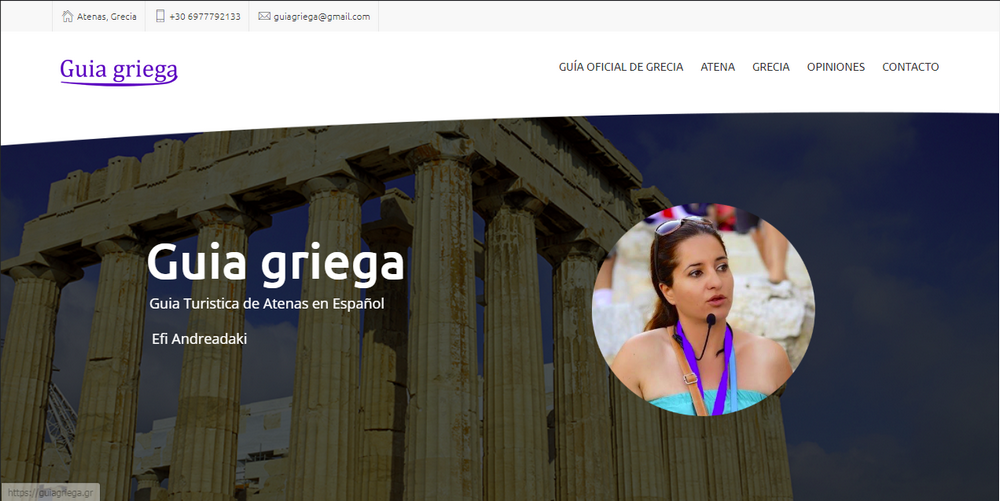 Atenas, Grecia
+30 6977792133
guiagriega@gmail.com
Guia griega
GUÍA OFICIAL DE GRECIA
ATENA
GRECIA
OPINIONES
CONTACTO
Guia griega
Guia Turistica de Atenas en Español
Efi Andreadaki
https://guiagriega.gr